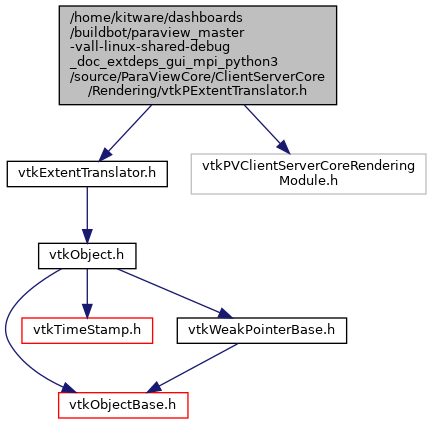 /home/kitware/dashboards
/buildbot/paraview_master
-vall-linux-shared-debug
_doc_extdeps_gui_mpi_python3
/source/ParaViewCore/ClientServerCore
/Rendering/vtkPExtentTranslator.h
vtkExtentTranslator.h
vtkPVClientServerCoreRendering
Module.h
vtkObject.h
vtkTimeStamp.h
vtkWeakPointerBase.h
vtkObjectBase.h